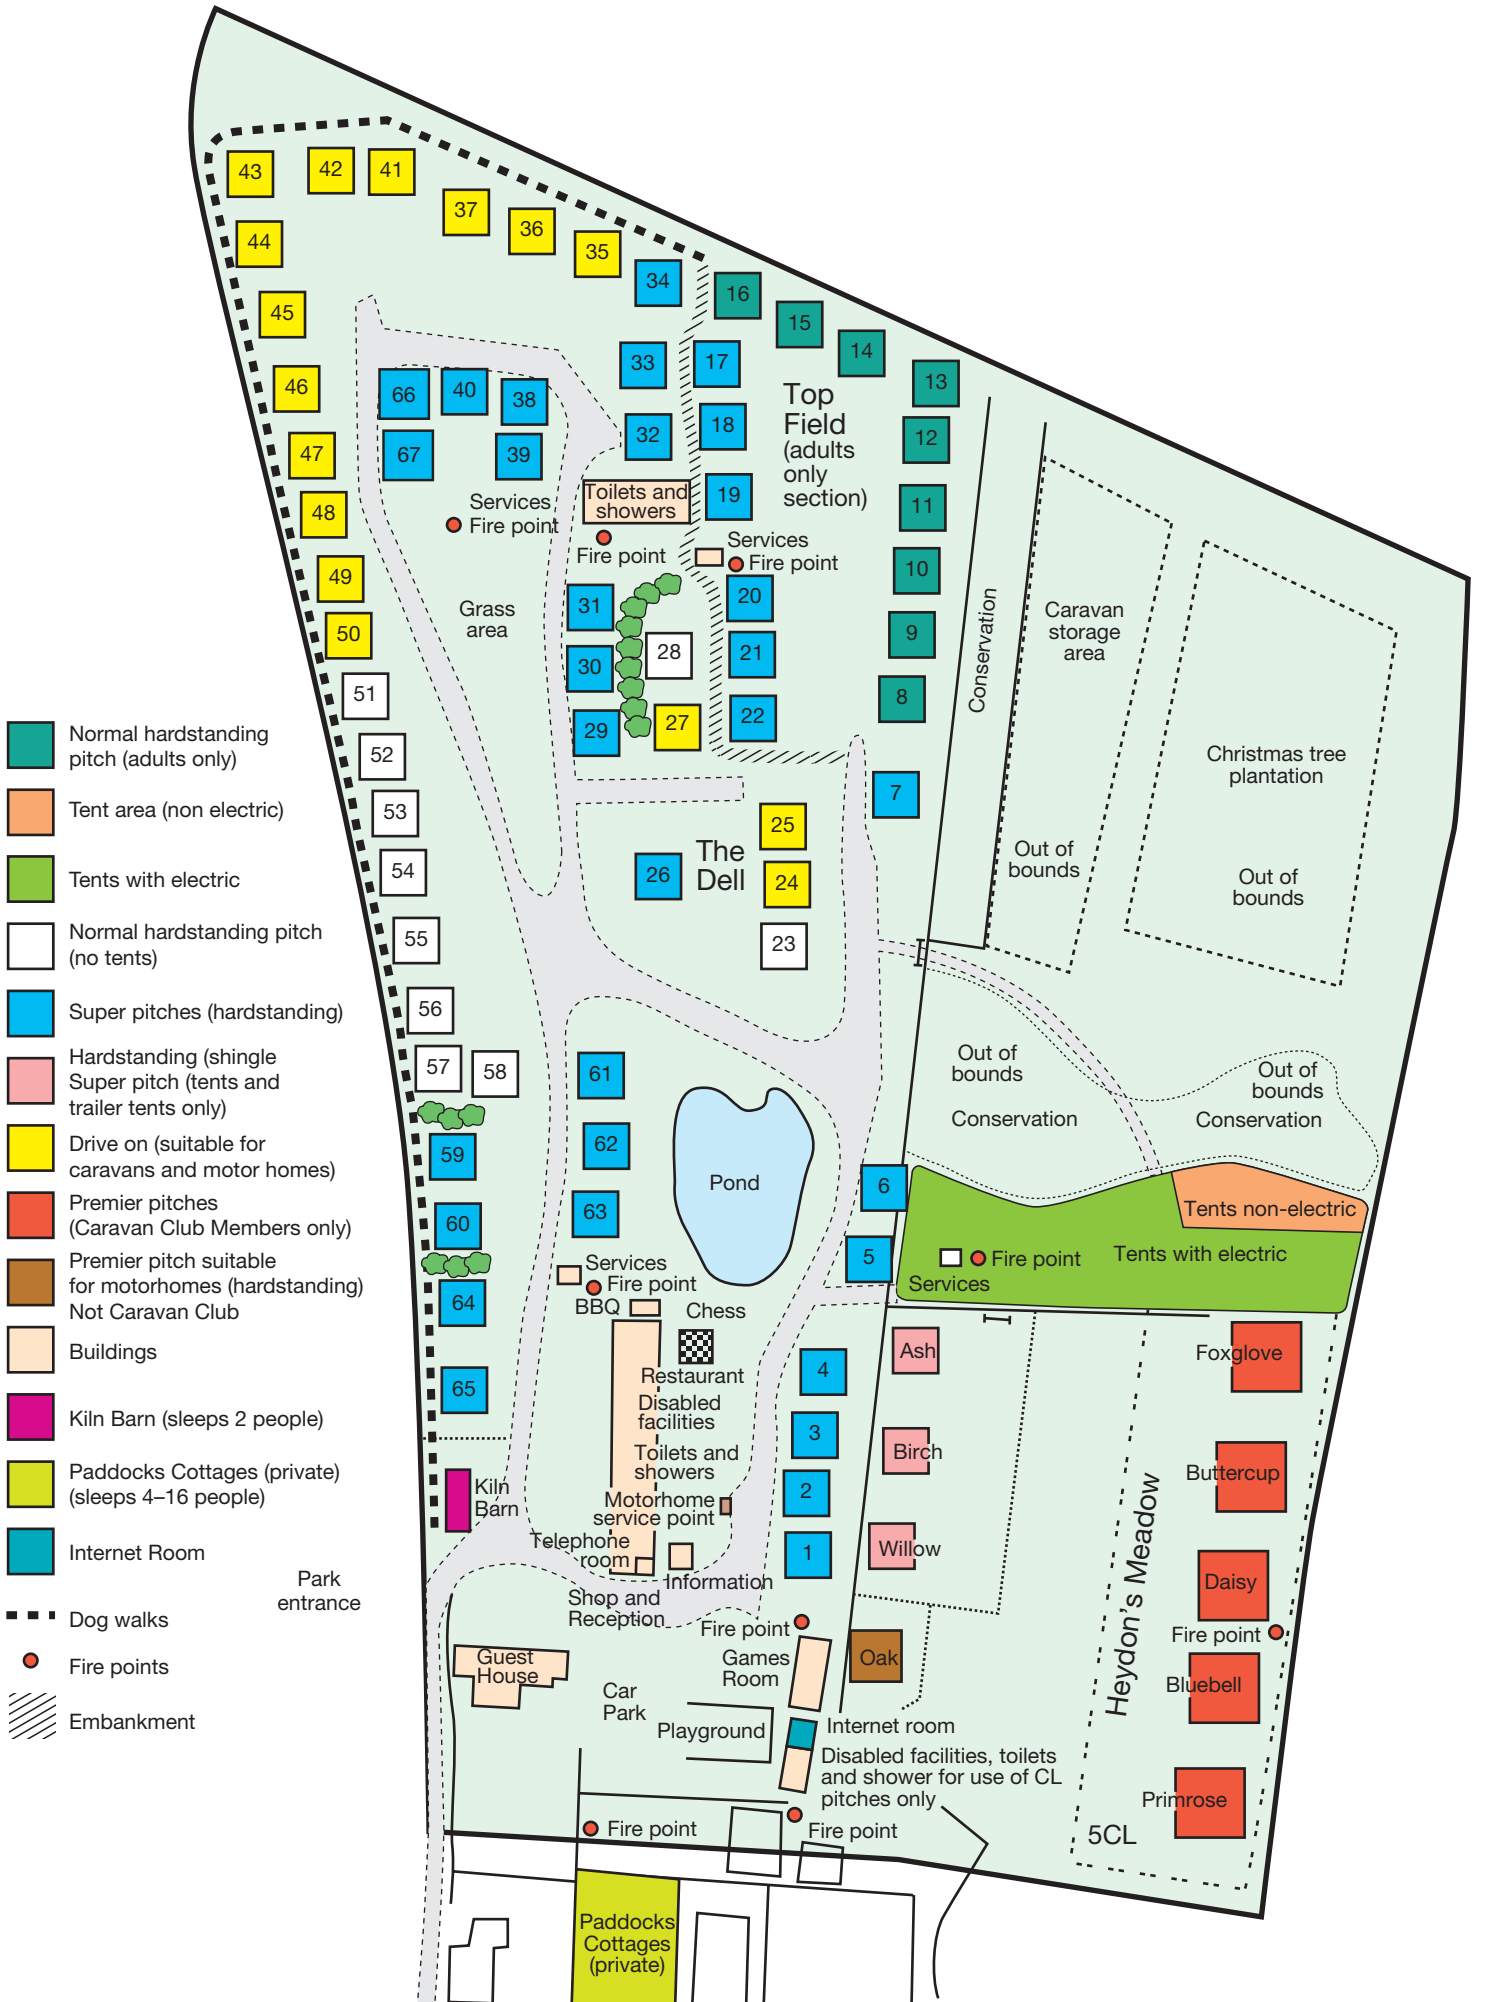 43
42
41
37
36
35
34
44
45
46
47
48
49
50
51
52
53
54
55
56
57
58
59
60
64
65
66
40
38
67
39
33
32
Services
Fire point
Toilets and
showers
Fire point
Grass
area
31
30
29
28
27
16
15
14
13
12
11
10
9
8
7
17
18
19
Top
Field
(adults
only
section)
Services
Fire point
20
21
22
Conservation
Caravan
storage
area
Out of
bounds
Christmas tree
plantation
Out of
bounds
25
24
23
26
The
Dell
Out of
bounds
Conservation
Out of
bounds
Conservation
61
62
63
Pond
6
5
Tents non-electric
Tents with electric
Fire point
Services
Services
Fire point
BBQ
Chess
Restaurant
Disabled
facilities
Toilets and
showers
Motorhome
service point
Telephone
room
Information
Shop and
Reception
4
3
2
1
Ash
Birch
Willow
Oak
Foxglove
Buttercup
Daisy
Fire point
Bluebell
Primrose
Heydon's Meadow
5CL
Kiln
Barn
Park
entrance
Guest
House
Car
Park
Playground
Fire point
Games
Room
Internet room
Disabled facilities, toilets
and shower for use of CL
pitches only
Fire point
Fire point
Paddocks
Cottages
(private)
Normal hardstanding
pitch (adults only)
Tent area (non electric)
Tents with electric
Normal hardstanding pitch
(no tents)
Super pitches (hardstanding)
Hardstanding (shingle
Super pitch (tents and
trailer tents only)
Drive on (suitable for
caravans and motor homes)
Premier pitches
(Caravan Club Members only)
Premier pitch suitable
for motorhomes (hardstanding)
Not Caravan Club
Buildings
Kiln Barn (sleeps 2 people)
Paddocks Cottages (private)
(sleeps 4–16 people)
Internet Room
Dog walks
Fire points
Embankment